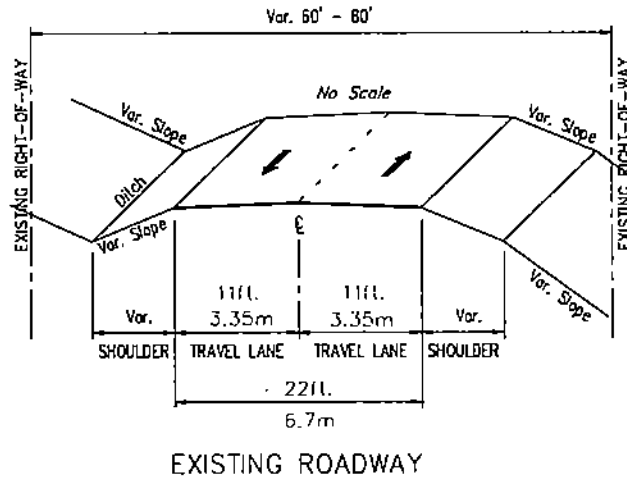 Var. 60' - 80'
No Scale
EXISTING RIGHT-OF-WAY
Var. Slope
Var. Slope
EXISTING RIGHT-OF-WAY
Ditch
Var. Slope
℄
Var. Slope
11ft. 11ft.
Var. 3.35m 3.35m Var.
SHOULDER TRAVEL LANE TRAVEL LANE SHOULDER
22ft.
6.7m
EXISTING ROADWAY